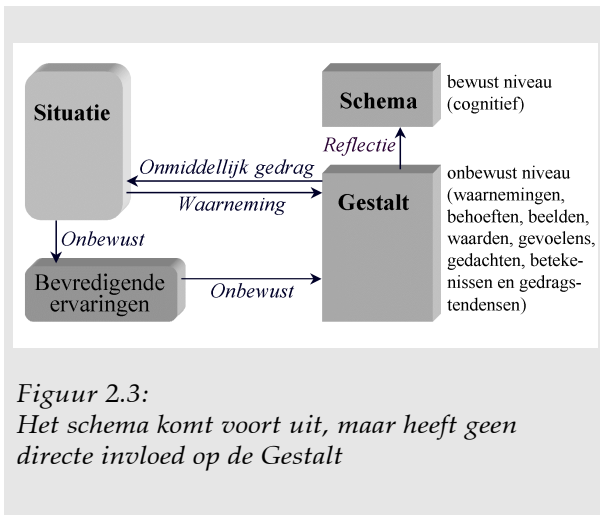 Situatie
Schema
bewust niveau
(cognitief)
Reflectie
Onmiddellijk gedrag
Waarneming
Gestalt
onbewust niveau
(waarnemingen,
behoeften, beelden,
waarden, gevoelens,
gedachten, beteke-
nissen en gedrags-
tendensen)
Onbewust
Bevredigende
ervaringen
Onbewust
Figuur 2.3:
Het schema komt voort uit, maar heeft geen
directe invloed op de Gestalt